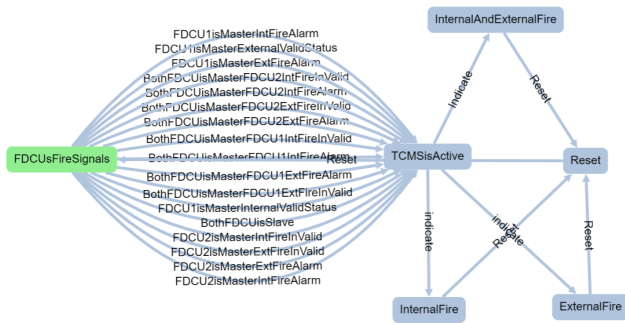 FDCU1isMasterIntFireAlarm
FDCU1isMasterExternalValidStatus
FDCU1isMasterExtFireAlarm
BothFDCUisMasterFDCU2IntFireInValid
BothFDCUisMasterFDCU2IntFireAlarm
BothFDCUisMasterFDCU2ExtFireInValid
BothFDCUisMasterFDCU2ExtFireAlarm
BothFDCUisMasterFDCU1IntFireInValid
BothFDCUisMasterFDCU1IntFireAlarm
Reset
BothFDCUisMasterFDCU1ExtFireAlarm
BothFDCUisMasterFDCU1ExtFireInValid
FDCU1isMasterInternalValidStatus
BothFDCUisSlave
FDCU2isMasterIntFireInValid
FDCU2isMasterExtFireInValid
FDCU2isMasterExtFireAlarm
FDCU2isMasterIntFireAlarm
FDCUsFireSignals
TCMSisActive
InternalAndExternalFire
Indicate
Reset
Reset
indicate
Reset
indicate
Reset
InternalFire
ExternalFire